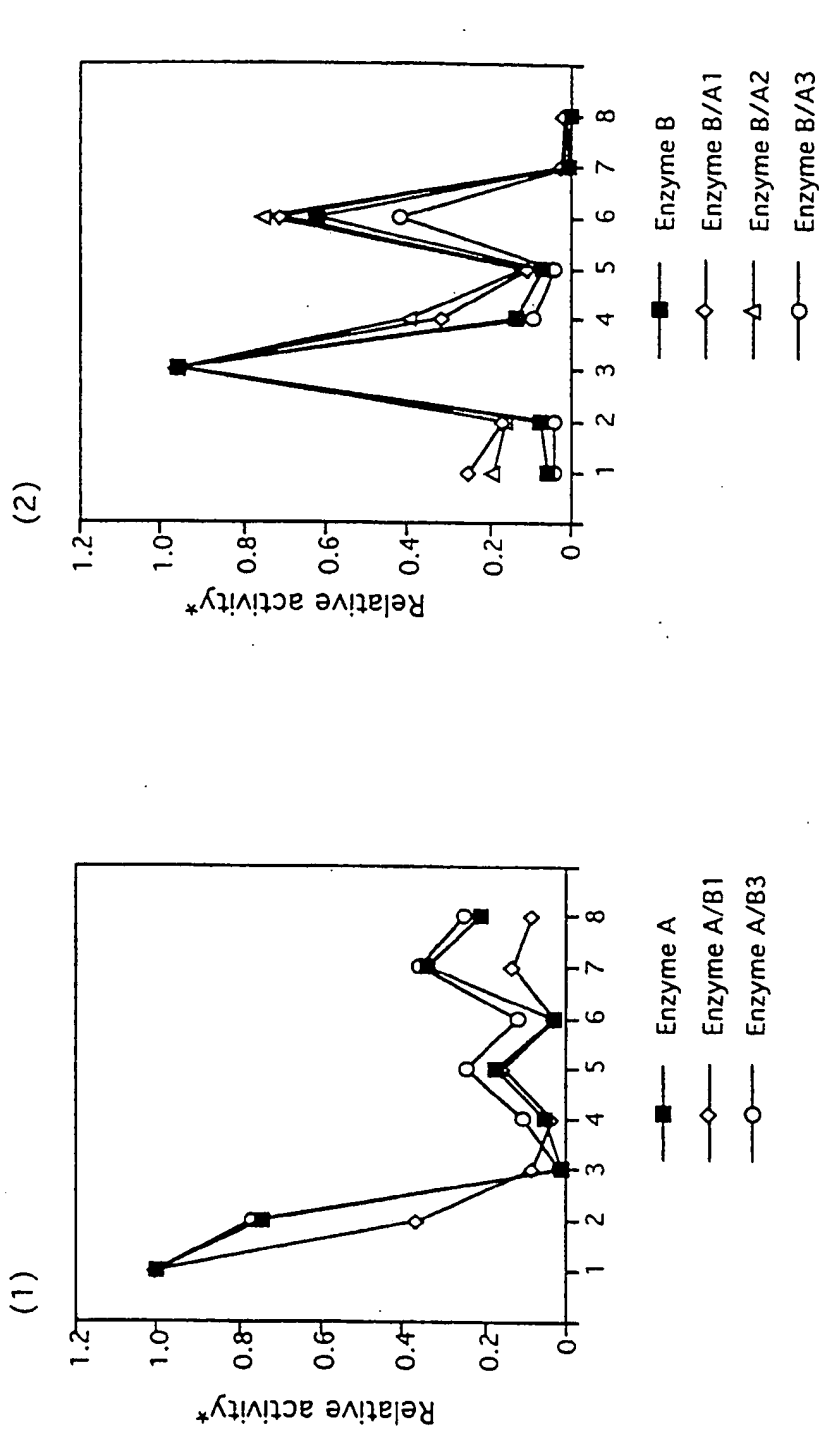 (1)
Relative activity*
1.2
1.0
0.8
0.6
0.4
0.2
0
1 2 3 4 5 6 7 8
Enzyme A
Enzyme A/B1
Enzyme A/B3
(2)
Relative activity*
1.2
1.0
0.8
0.6
0.4
0.2
0
1 2 3 4 5 6 7 8
Enzyme B
Enzyme B/A1
Enzyme B/A2
Enzyme B/A3